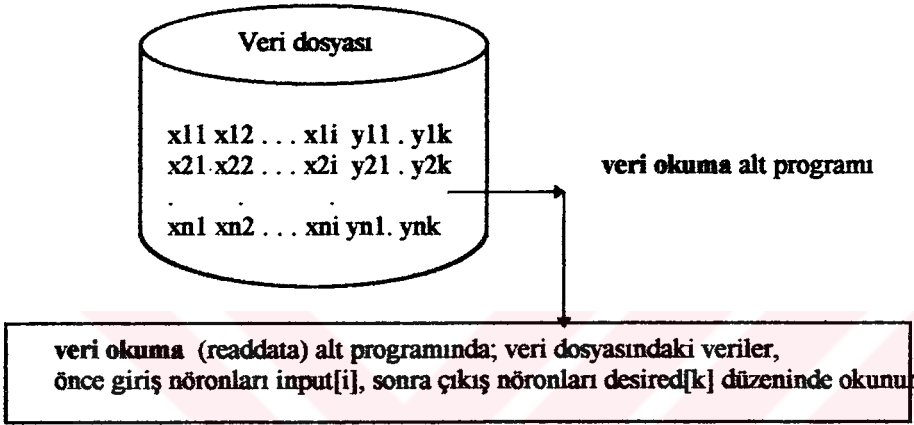 Veri dosyası
x11 x12 . . . x1i y11 . y1k
x21 x22 . . . x2i y21 . y2k
. . .
xn1 xn2 . . . xni yn1. ynk
veri okuma alt programı
veri okuma (readdata) alt programında; veri dosyasındaki veriler,
önce giriş nöronları input[i], sonra çıkış nöronları desired[k] düzeninde okunur